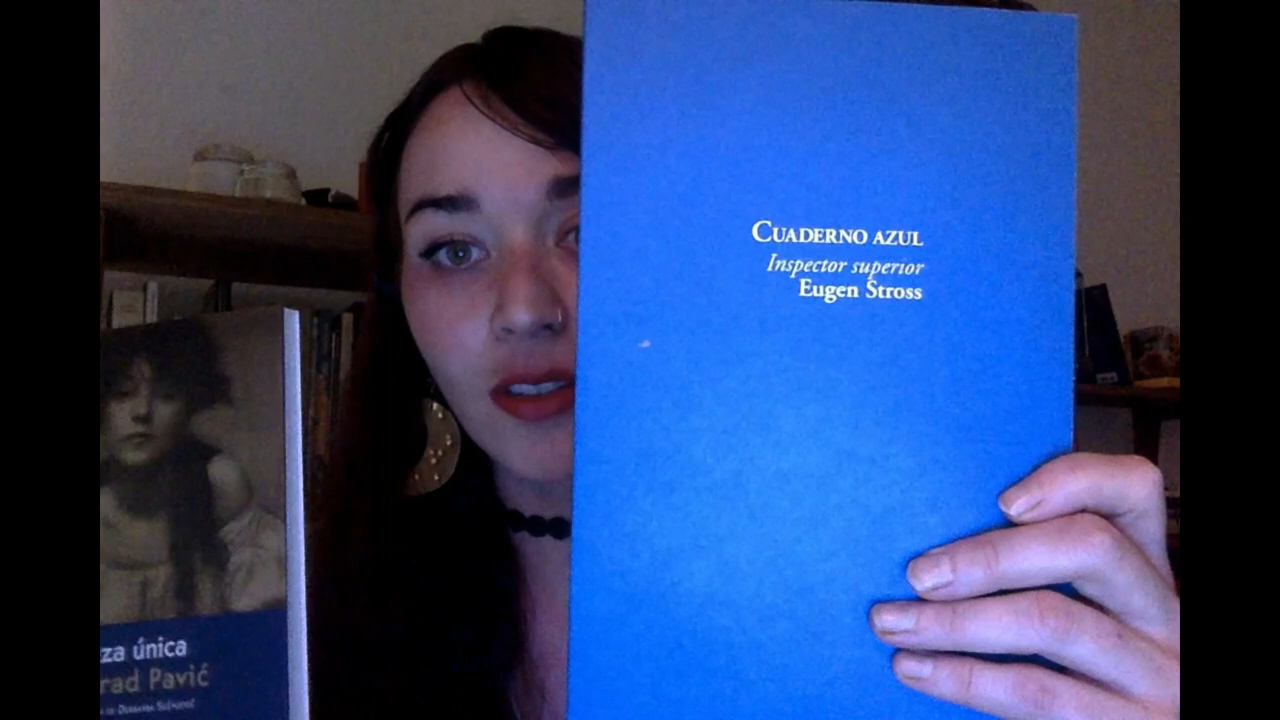 CUADERNO AZUL
Inspector superior
Eugen Stross
za única
rad Pavić